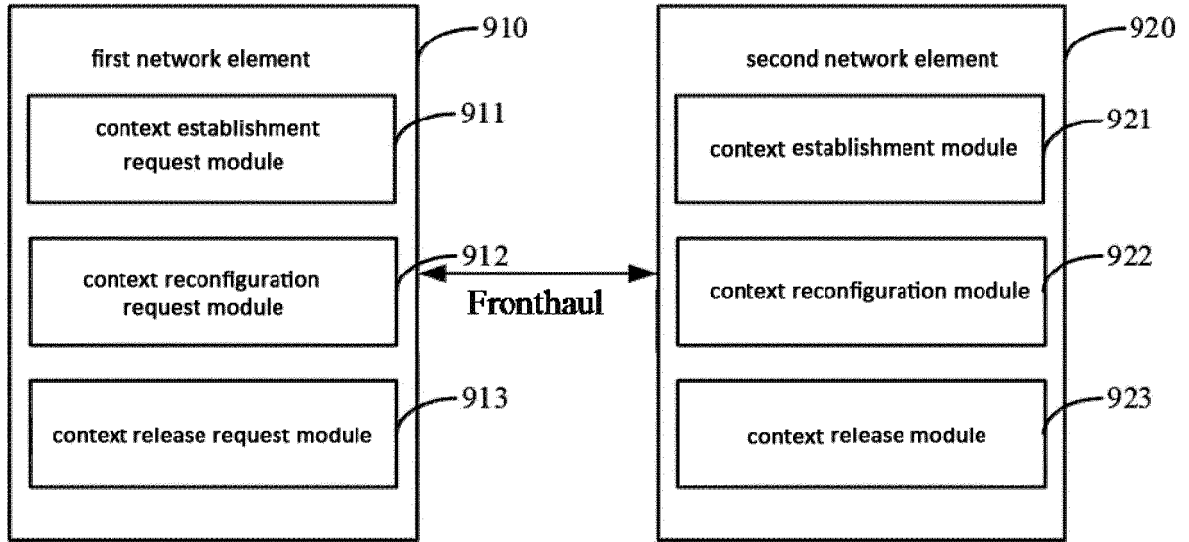 910
first network element
context establishment
request module
911
context reconfiguration
request module
912
context release request module
913
Fronthaul
920
second network element
context establishment module
921
context reconfiguration module
922
context release module
923